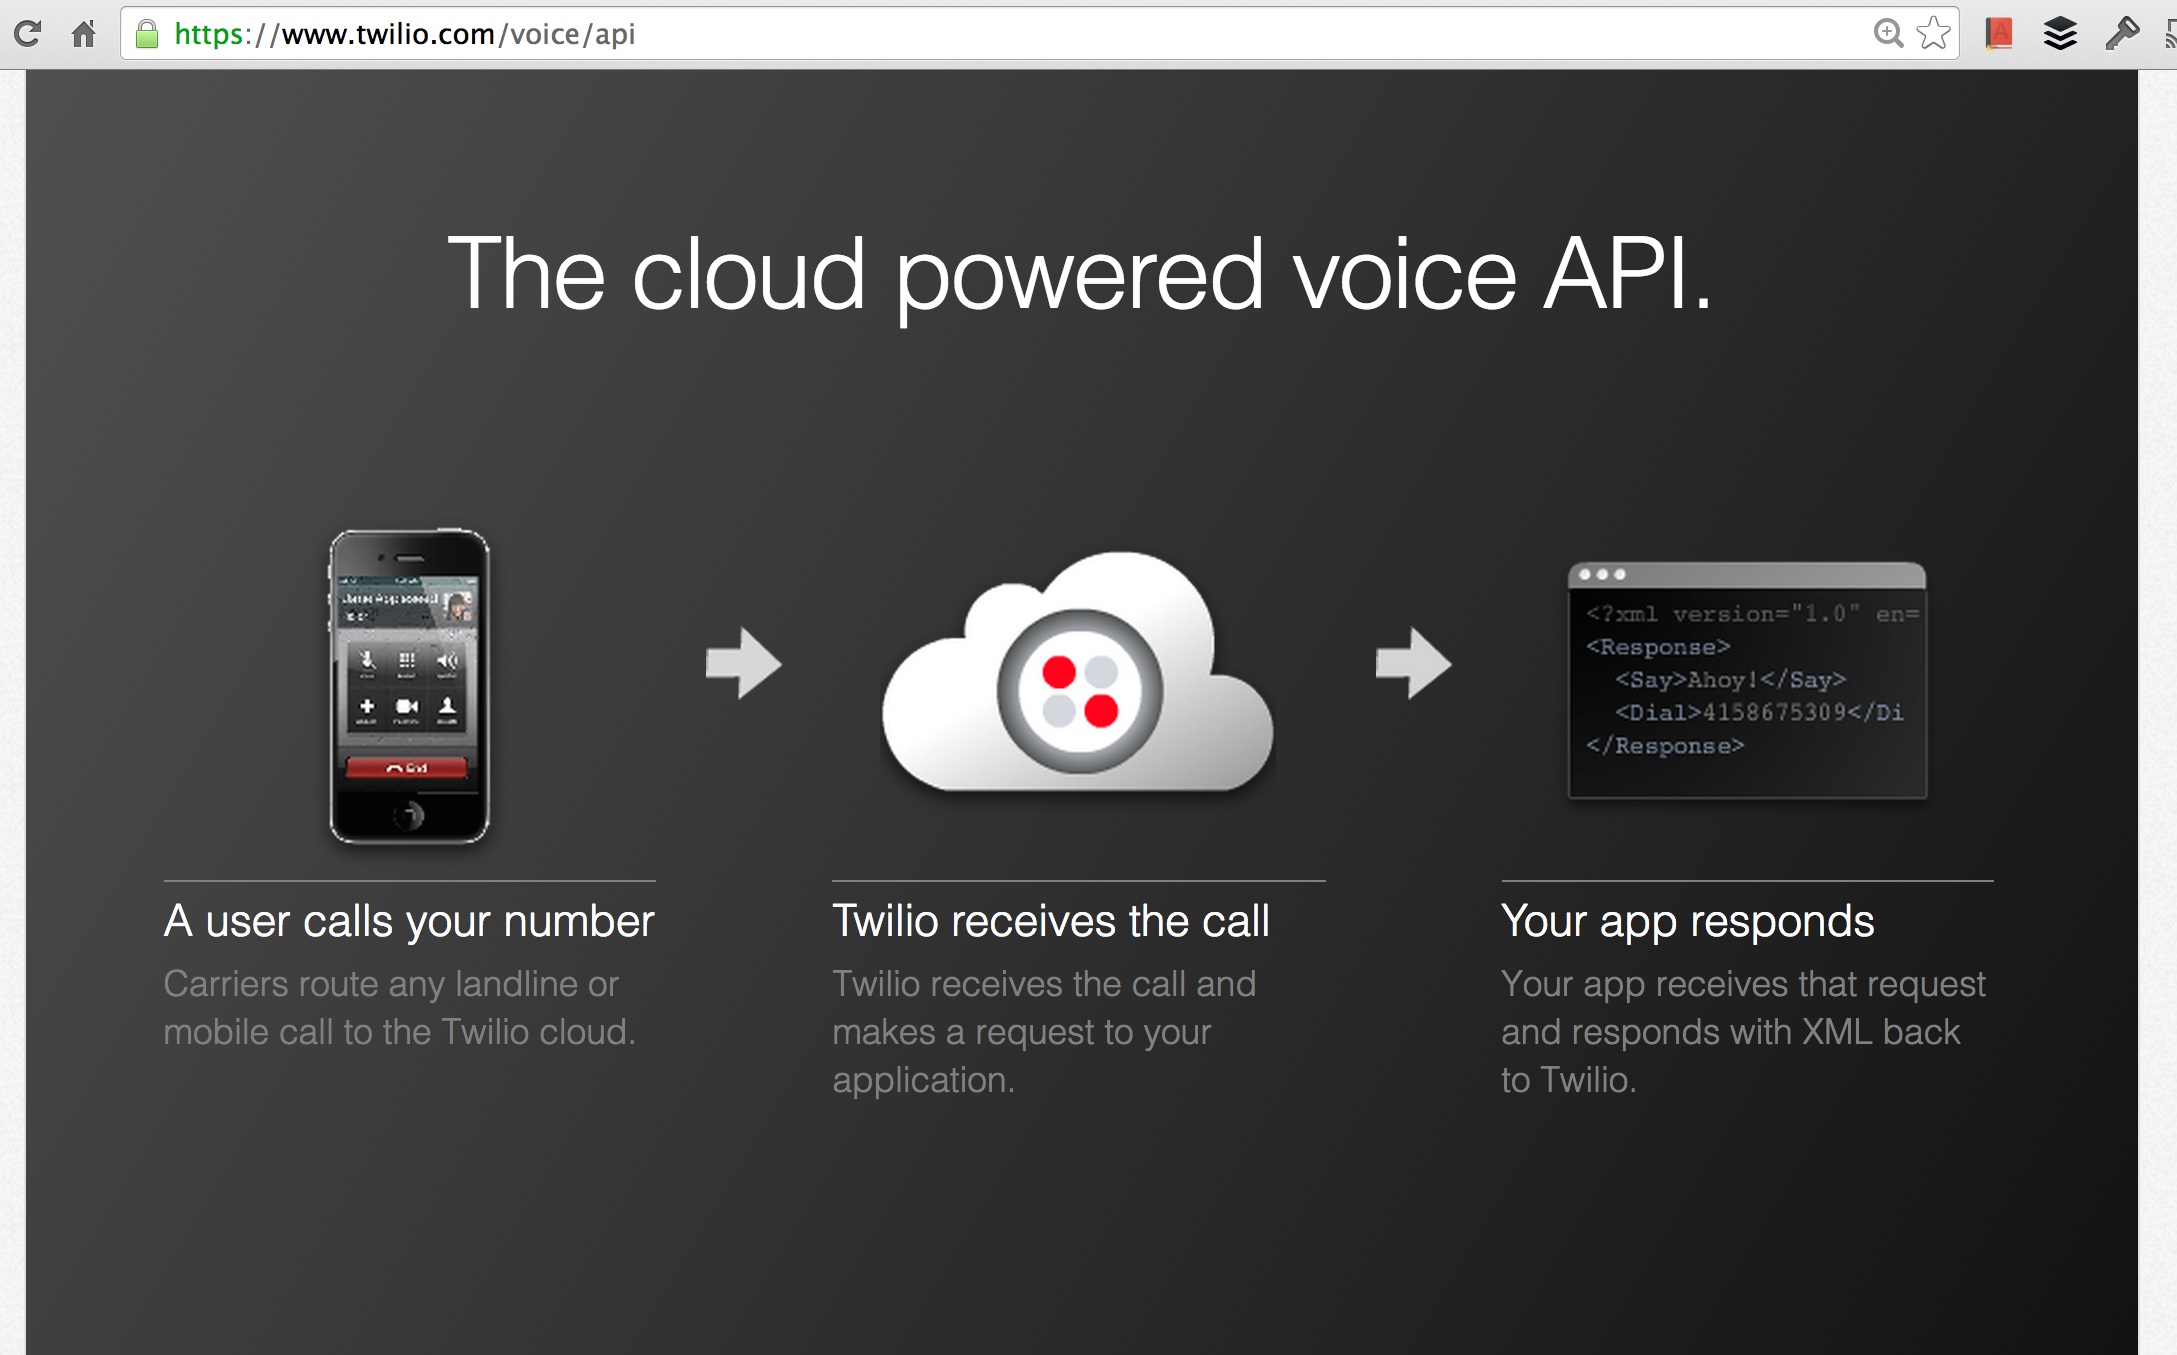 https://www.twilio.com/voice/api
The cloud powered voice API.
End
<?xml version="1.0" en=
<Response>
<Say>Ahoy!</Say>
<Dial>4158675309</Di
</Response>
A user calls your number
Carriers route any landline or
mobile call to the Twilio cloud.
Twilio receives the call
Twilio receives the call and
makes a request to your
application.
Your app responds
Your app receives that request
and responds with XML back
to Twilio.